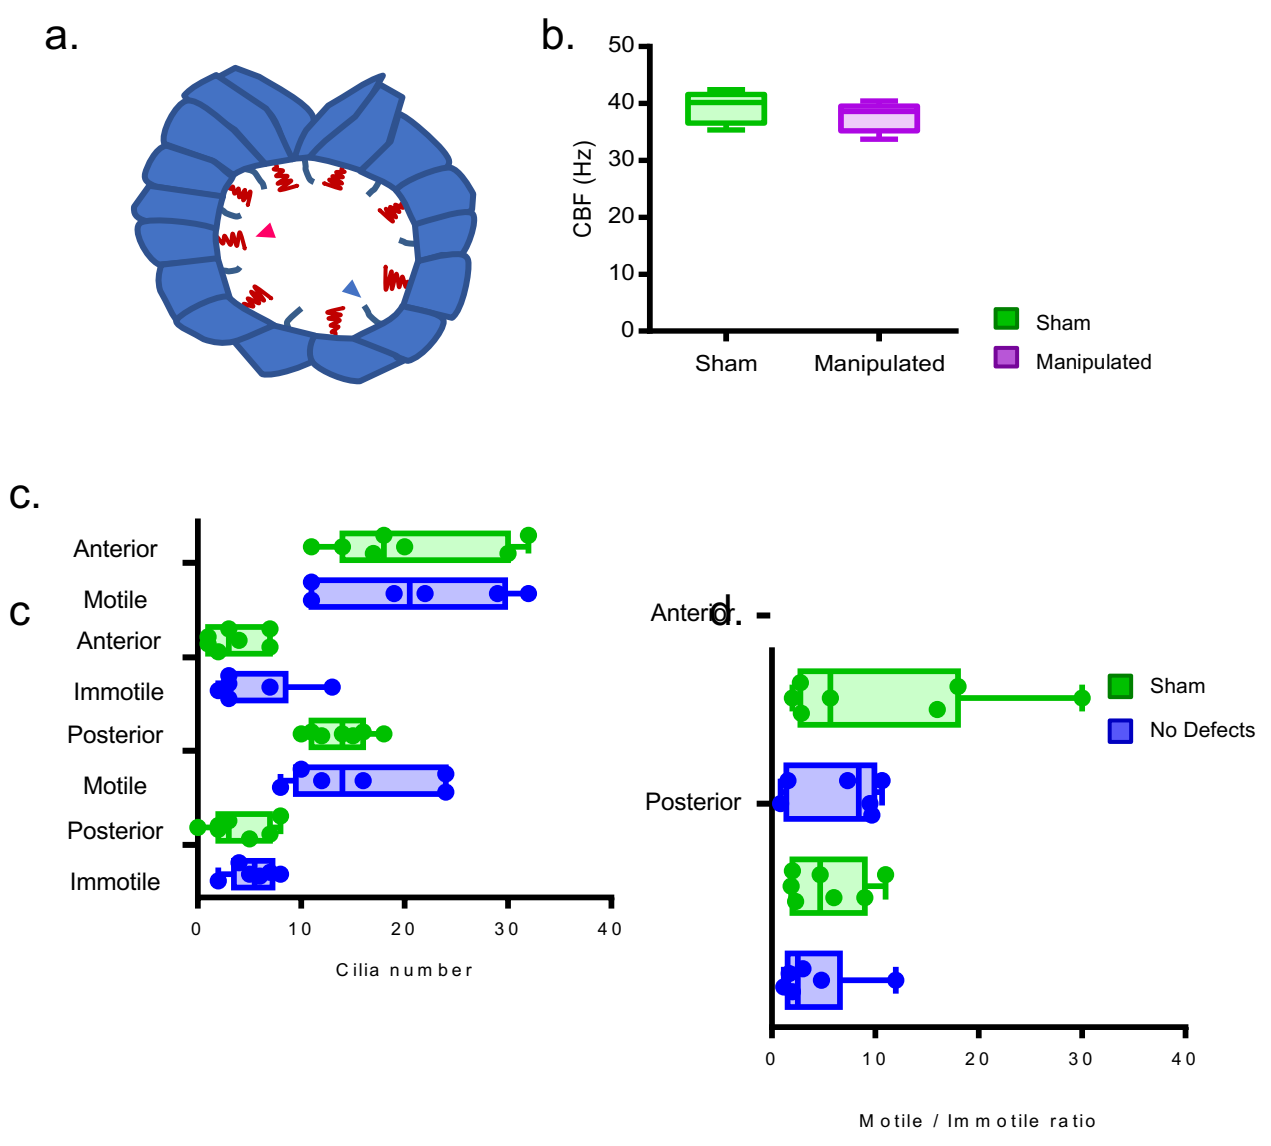 a.
b.
50
40
30
20
10
0
CBF (Hz)
Sham
Manipulated
Sham
Manipulated
c.
Anterior
Motile
c
Anterior
Immotile
Posterior
Motile
Posterior
Immotile
0 10 20 30 40
Cilia number
Anterior
d.
Posterior
Sham
No Defects
0 10 20 30 40
Motile / Immotile ratio